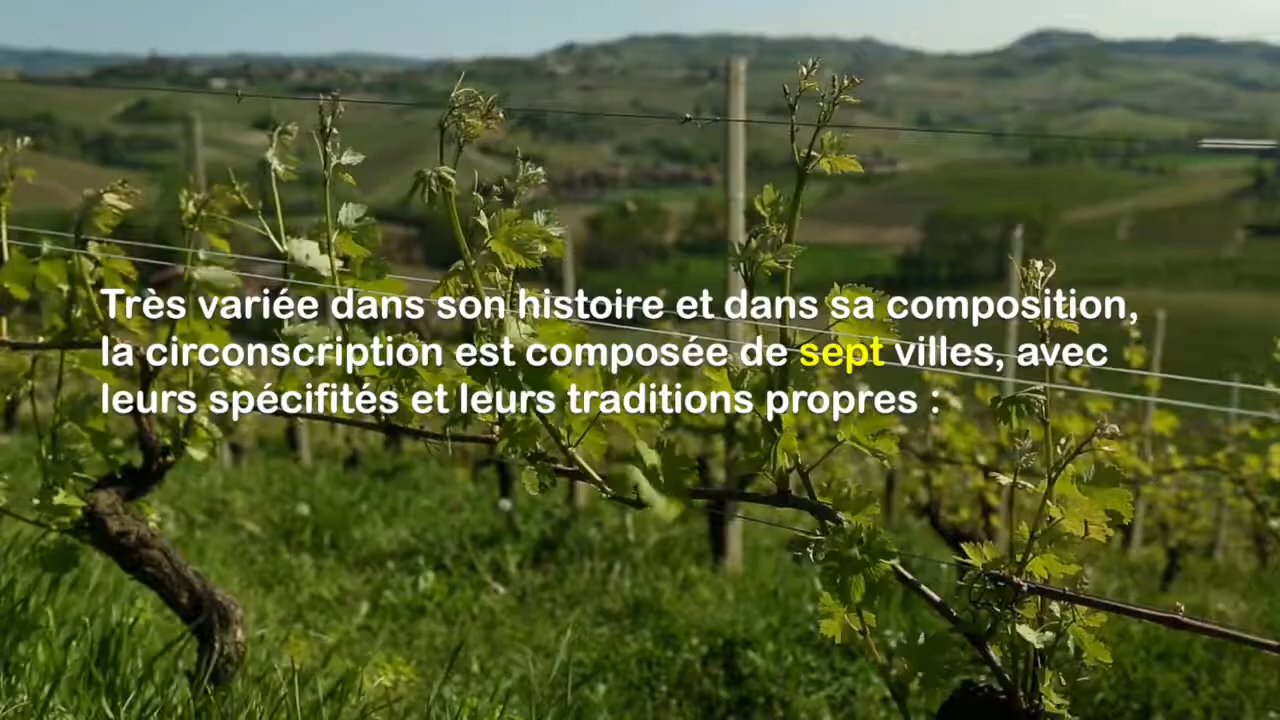 Très variée dans son histoire et dans sa composition,
la circonscription est composée de sept villes, avec
leurs spécifités et leurs traditions propres :